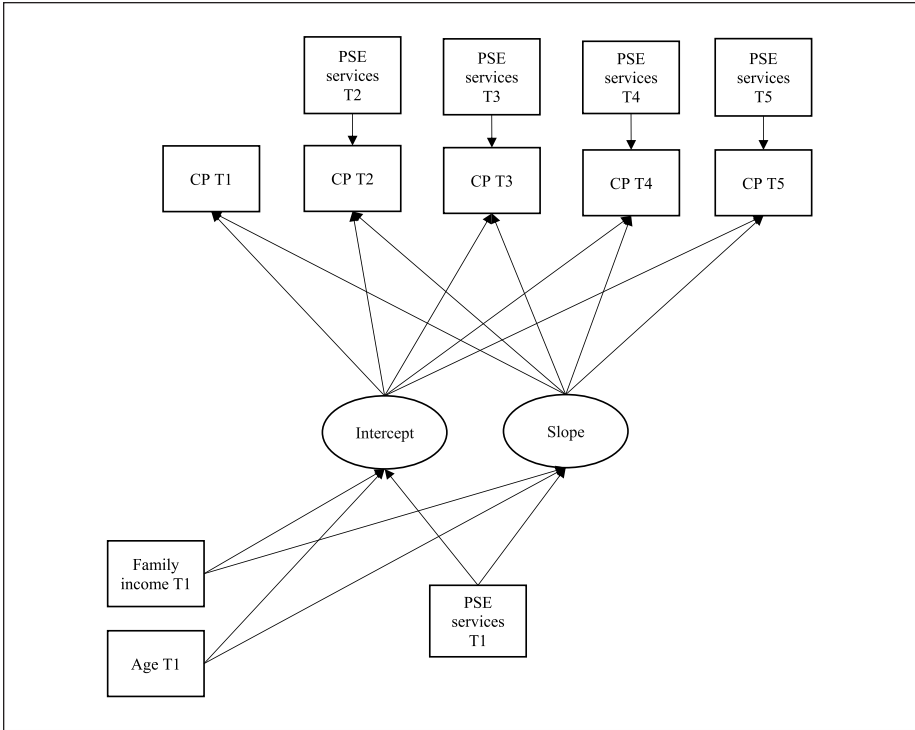 PSE
services
T2
PSE
services
T3
PSE
services
T4
PSE
services
T5
CP T1
CP T2
CP T3
CP T4
CP T5
Intercept
Slope
Family
income T1
PSE
services
T1
Age T1